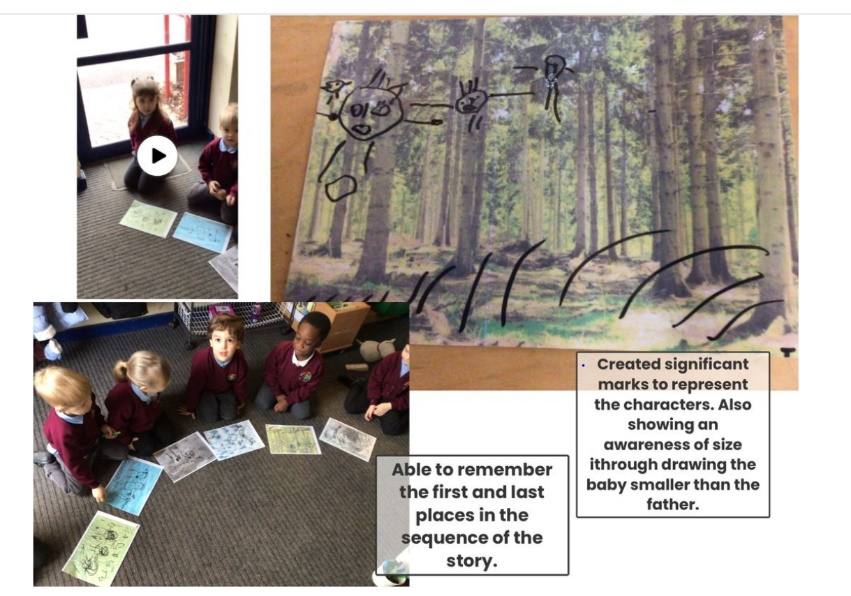 Created significant
marks to represent
the characters. Also
showing an
awareness of size
ithrough drawing the
baby smaller than the
father.
Able to remember
the first and last
places in the
sequence of the
story.